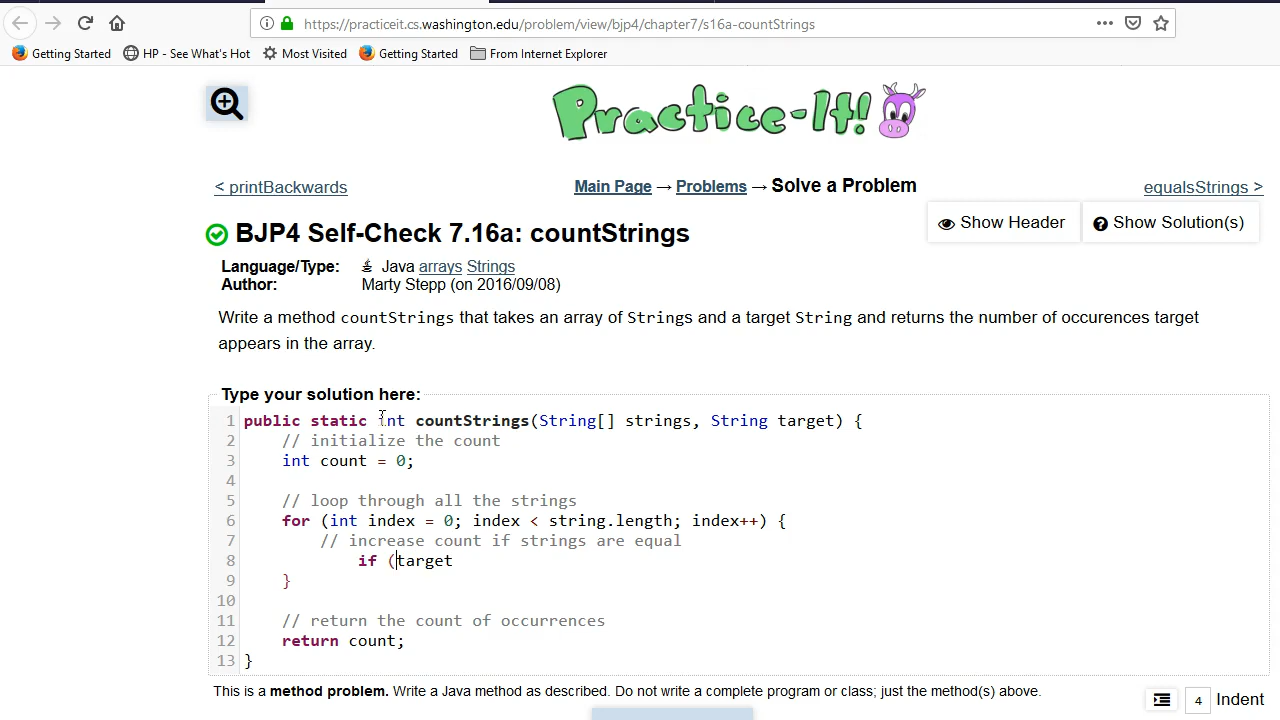 https://practiceit.cs.washington.edu/problem/view/bjp4/chapter7/s16a-countStrings
Getting Started HP - See What's Hot Most Visited Getting Started From Internet Explorer
Practice-It!
< printBackwards Main Page → Problems → Solve a Problem equalsStrings >
Show Header Show Solution(s)
BJP4 Self-Check 7.16a: countStrings
Language/Type: Java arrays Strings
Author: Marty Stepp (on 2016/09/08)
Write a method countStrings that takes an array of Strings and a target String and returns the number of occurences target
appears in the array.
Type your solution here:
1 public static int countStrings(String[] strings, String target) {
2 // initialize the count
3 int count = 0;
4
5 // loop through all the strings
6 for (int index = 0; index < string.length; index++) {
7 // increase count if strings are equal
8 if (target
9 }
10
11 // return the count of occurrences
12 return count;
13 }
This is a method problem. Write a Java method as described. Do not write a complete program or class; just the method(s) above.
4 Indent